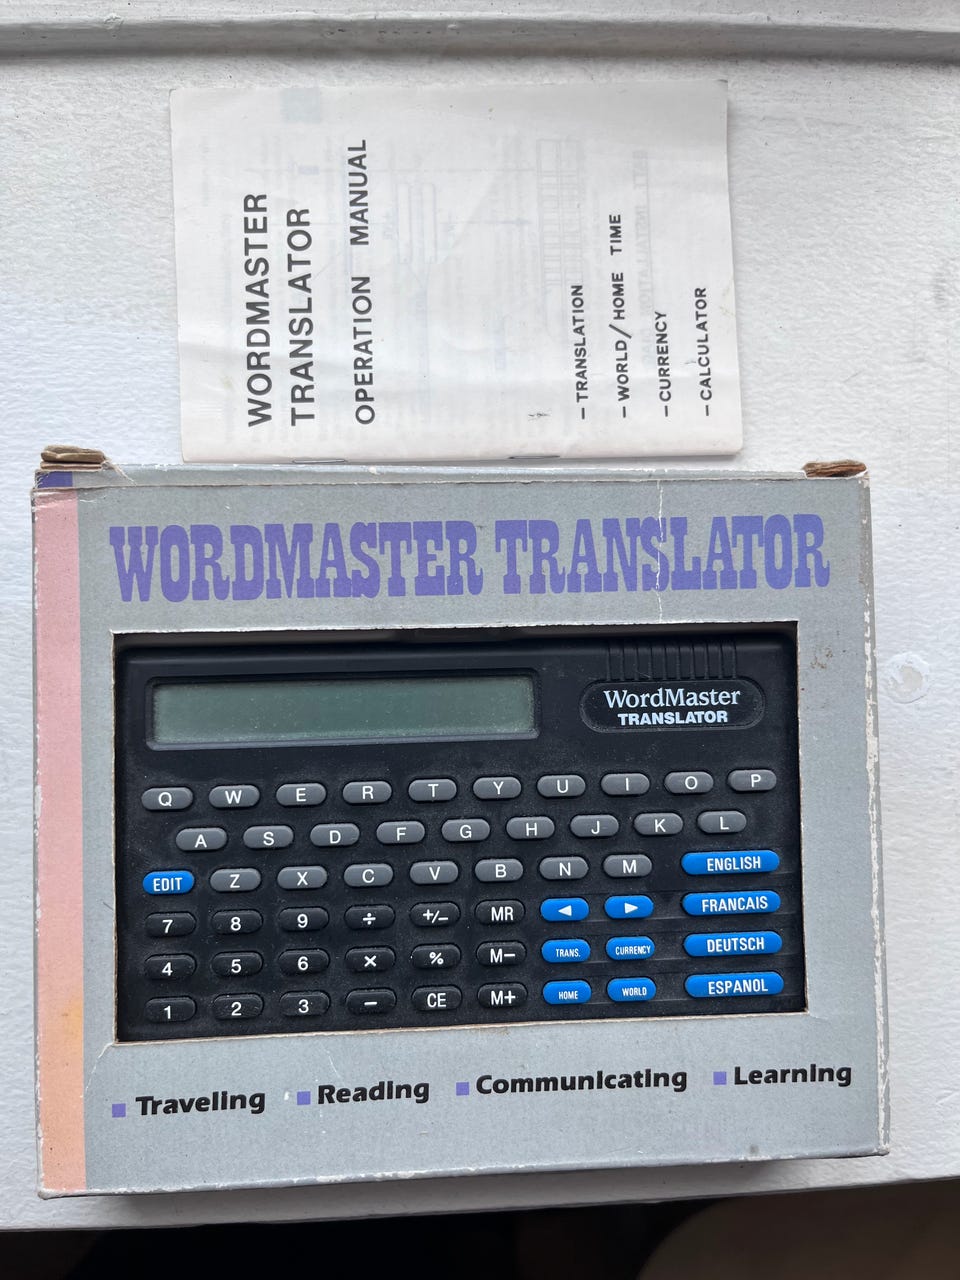 WORDMASTER
TRANSLATOR
OPERATION MANUAL
– TRANSLATION
– WORLD/HOME TIME
– CURRENCY
– CALCULATOR
WORDMASTER TRANSLATOR
WordMaster
TRANSLATOR
Q W E R T Y U I O P
A S D F G H J K L
EDIT Z X C V B N M ENGLISH
7 8 9 ÷ +/− MR ◄ ► FRANCAIS
4 5 6 × % M− TRANS. CURRENCY DEUTSCH
1 2 3 − CE M+ HOME WORLD ESPANOL
■ Traveling ■ Reading ■ Communicating ■ Learning